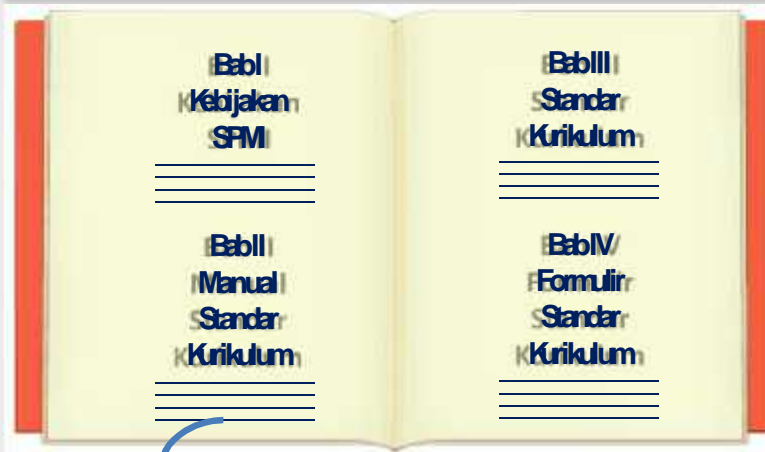 Bab I
Kebijakan
SPMI
Bab II
Manual
Standar
Kurikulum
Bab III
Standar
Kurikulum
Bab IV
Formulir
Standar
Kurikulum